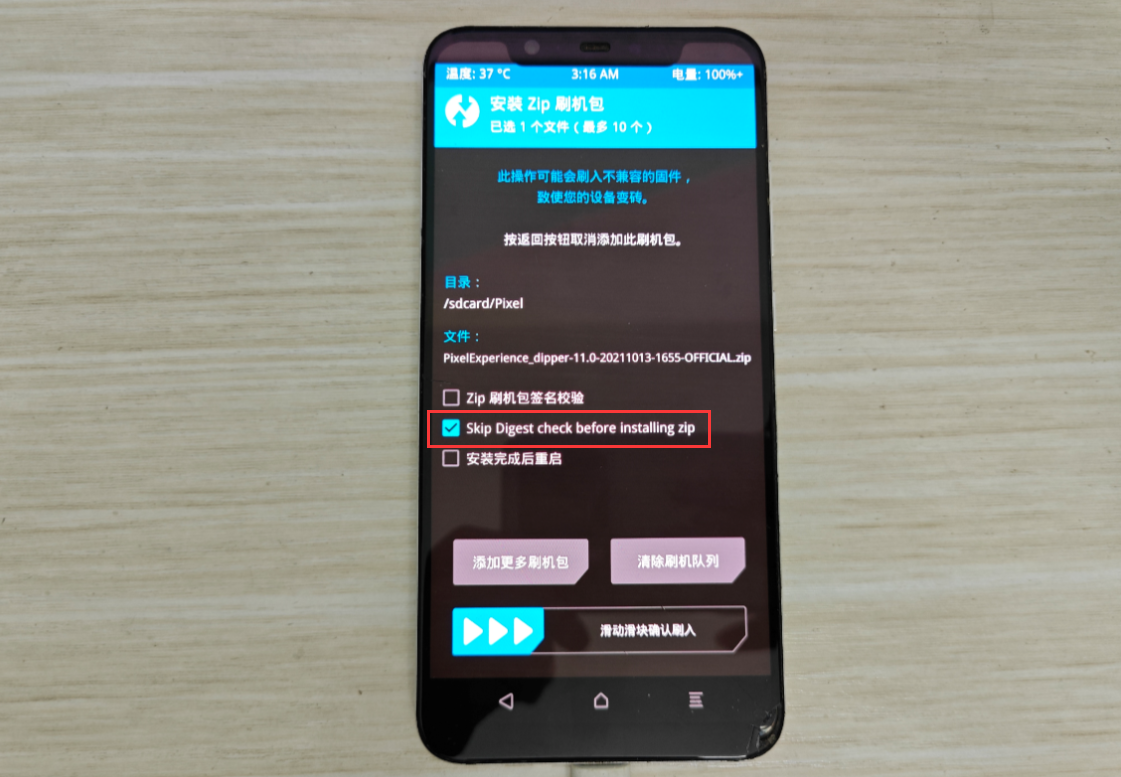 温度: 37 °C 3:16 AM 电量: 100%+
安装 Zip 刷机包
已选 1 个文件（最多 10 个）
此操作可能会刷入不兼容的固件，
致使您的设备变砖。
按返回按钮取消添加此刷机包。
目录：
/sdcard/Pixel
文件：
PixelExperience_dipper-11.0-20211013-1655-OFFICIAL.zip
Zip 刷机包签名校验
Skip Digest check before installing zip
安装完成后重启
添加更多刷机包 清除刷机队列
滑动滑块确认刷入